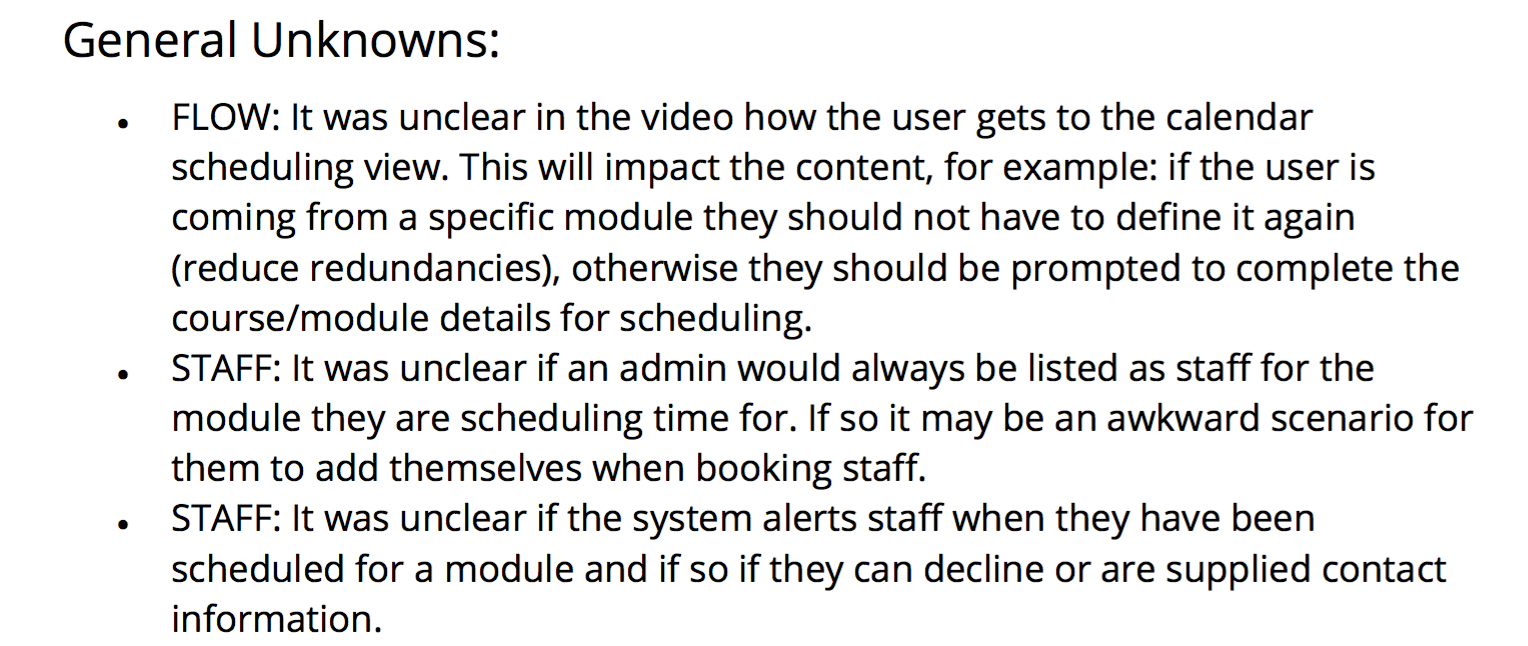 General Unknowns:
• FLOW: It was unclear in the video how the user gets to the calendar
scheduling view. This will impact the content, for example: if the user is
coming from a specific module they should not have to define it again
(reduce redundancies), otherwise they should be prompted to complete the
course/module details for scheduling.
• STAFF: It was unclear if an admin would always be listed as staff for the
module they are scheduling time for. If so it may be an awkward scenario for
them to add themselves when booking staff.
• STAFF: It was unclear if the system alerts staff when they have been
scheduled for a module and if so if they can decline or are supplied contact
information.